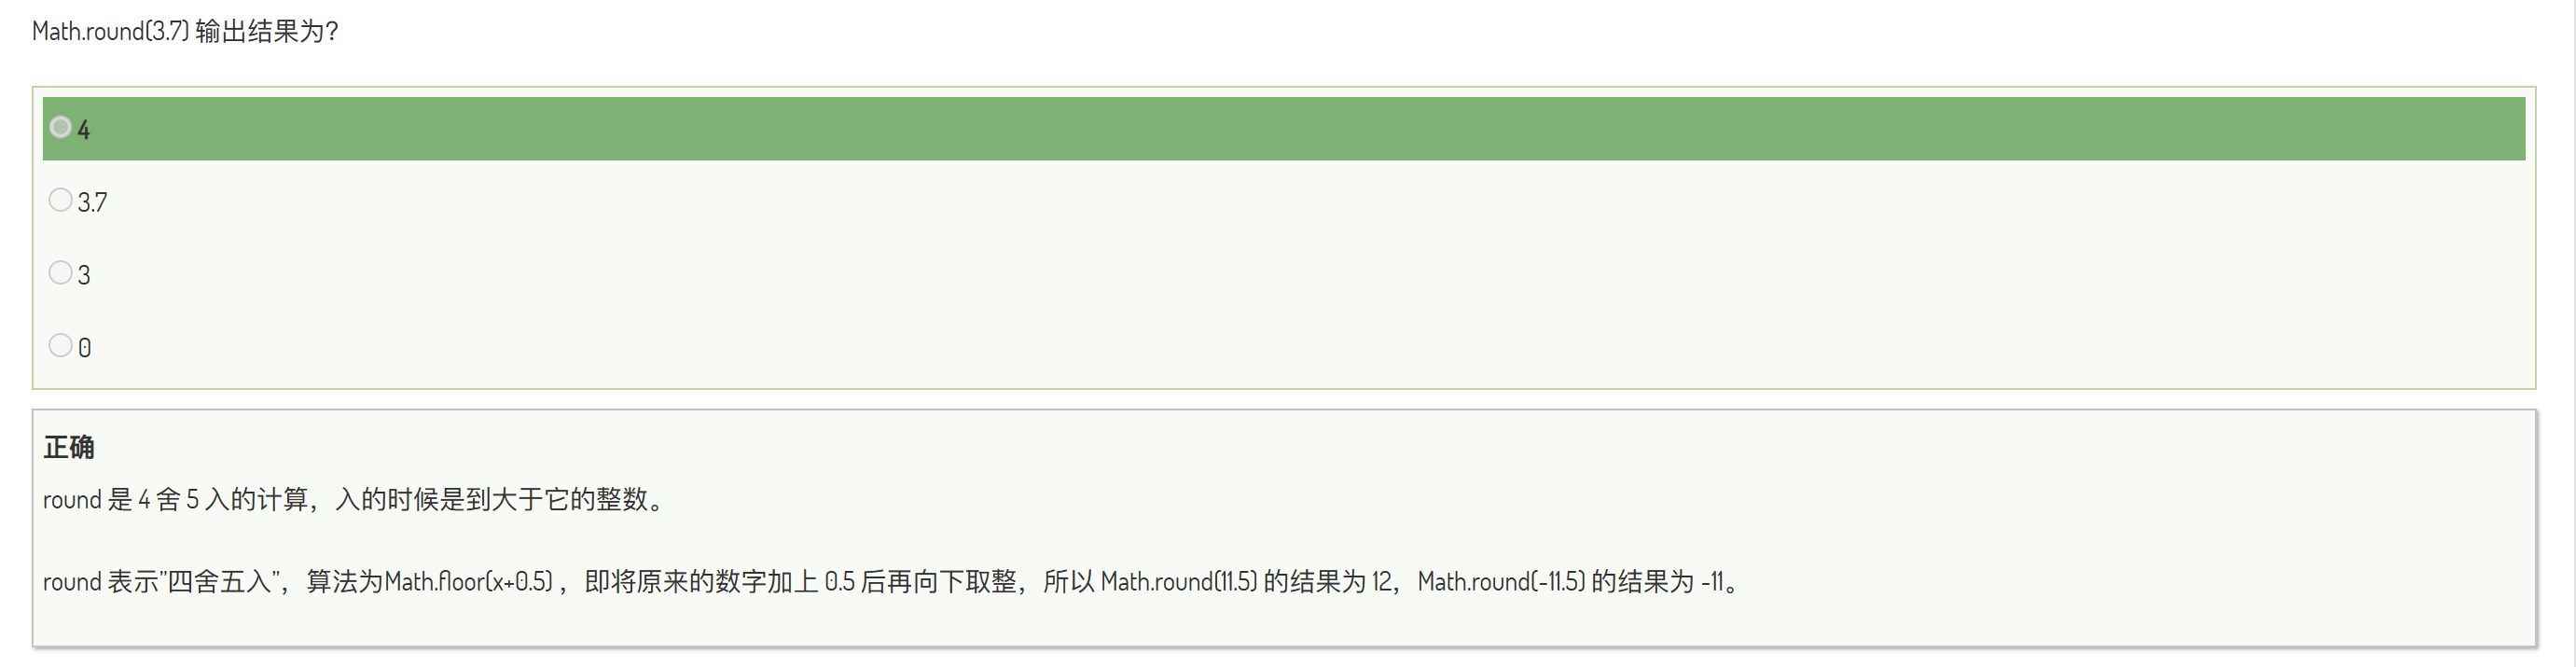 Math.round(3.7) 输出结果为?
4
3.7
3
0
正确
round 是 4 舍 5 入的计算，入的时候是到大于它的整数。
round 表示"四舍五入"，算法为Math.floor(x+0.5) ，即将原来的数字加上 0.5 后再向下取整，所以 Math.round(11.5) 的结果为 12，Math.round(-11.5) 的结果为 -11。